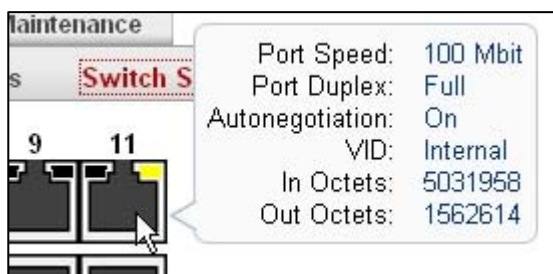 Maintenance
s Switch S
9 11
Port Speed: 100 Mbit
Port Duplex: Full
Autonegotiation: On
VID: Internal
In Octets: 5031958
Out Octets: 1562614